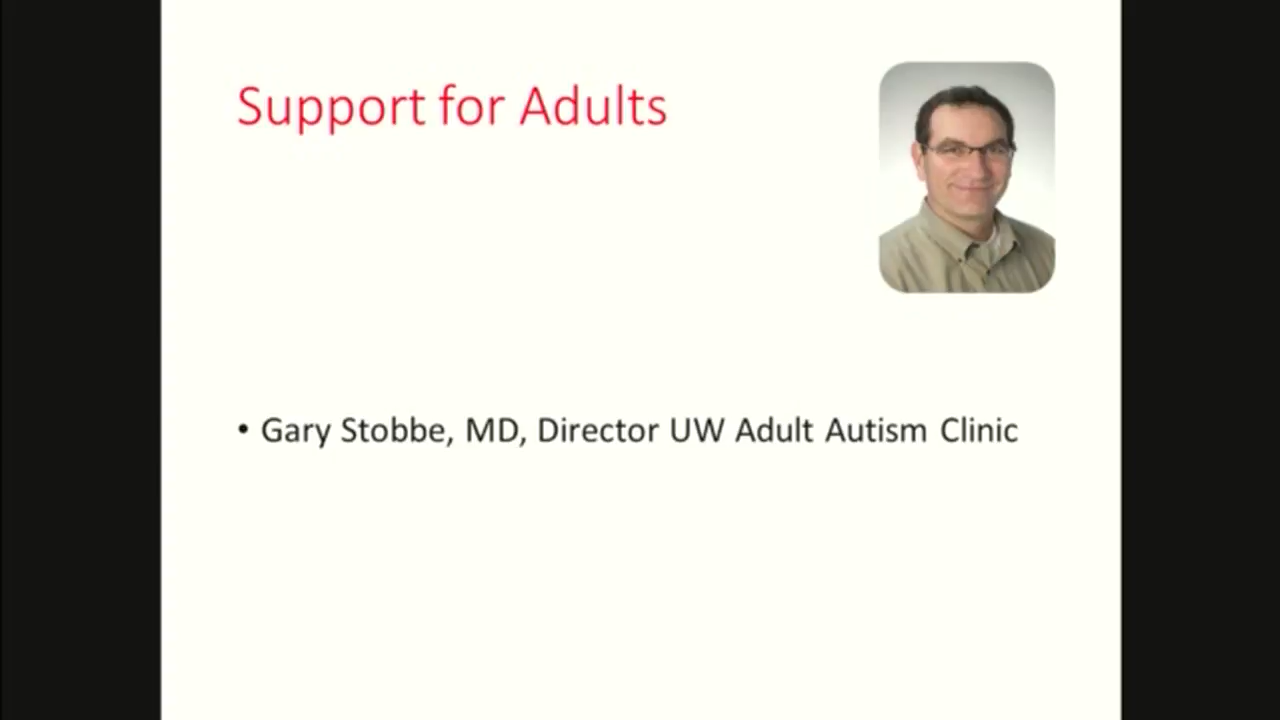 Support for Adults
• Gary Stobbe, MD, Director UW Adult Autism Clinic